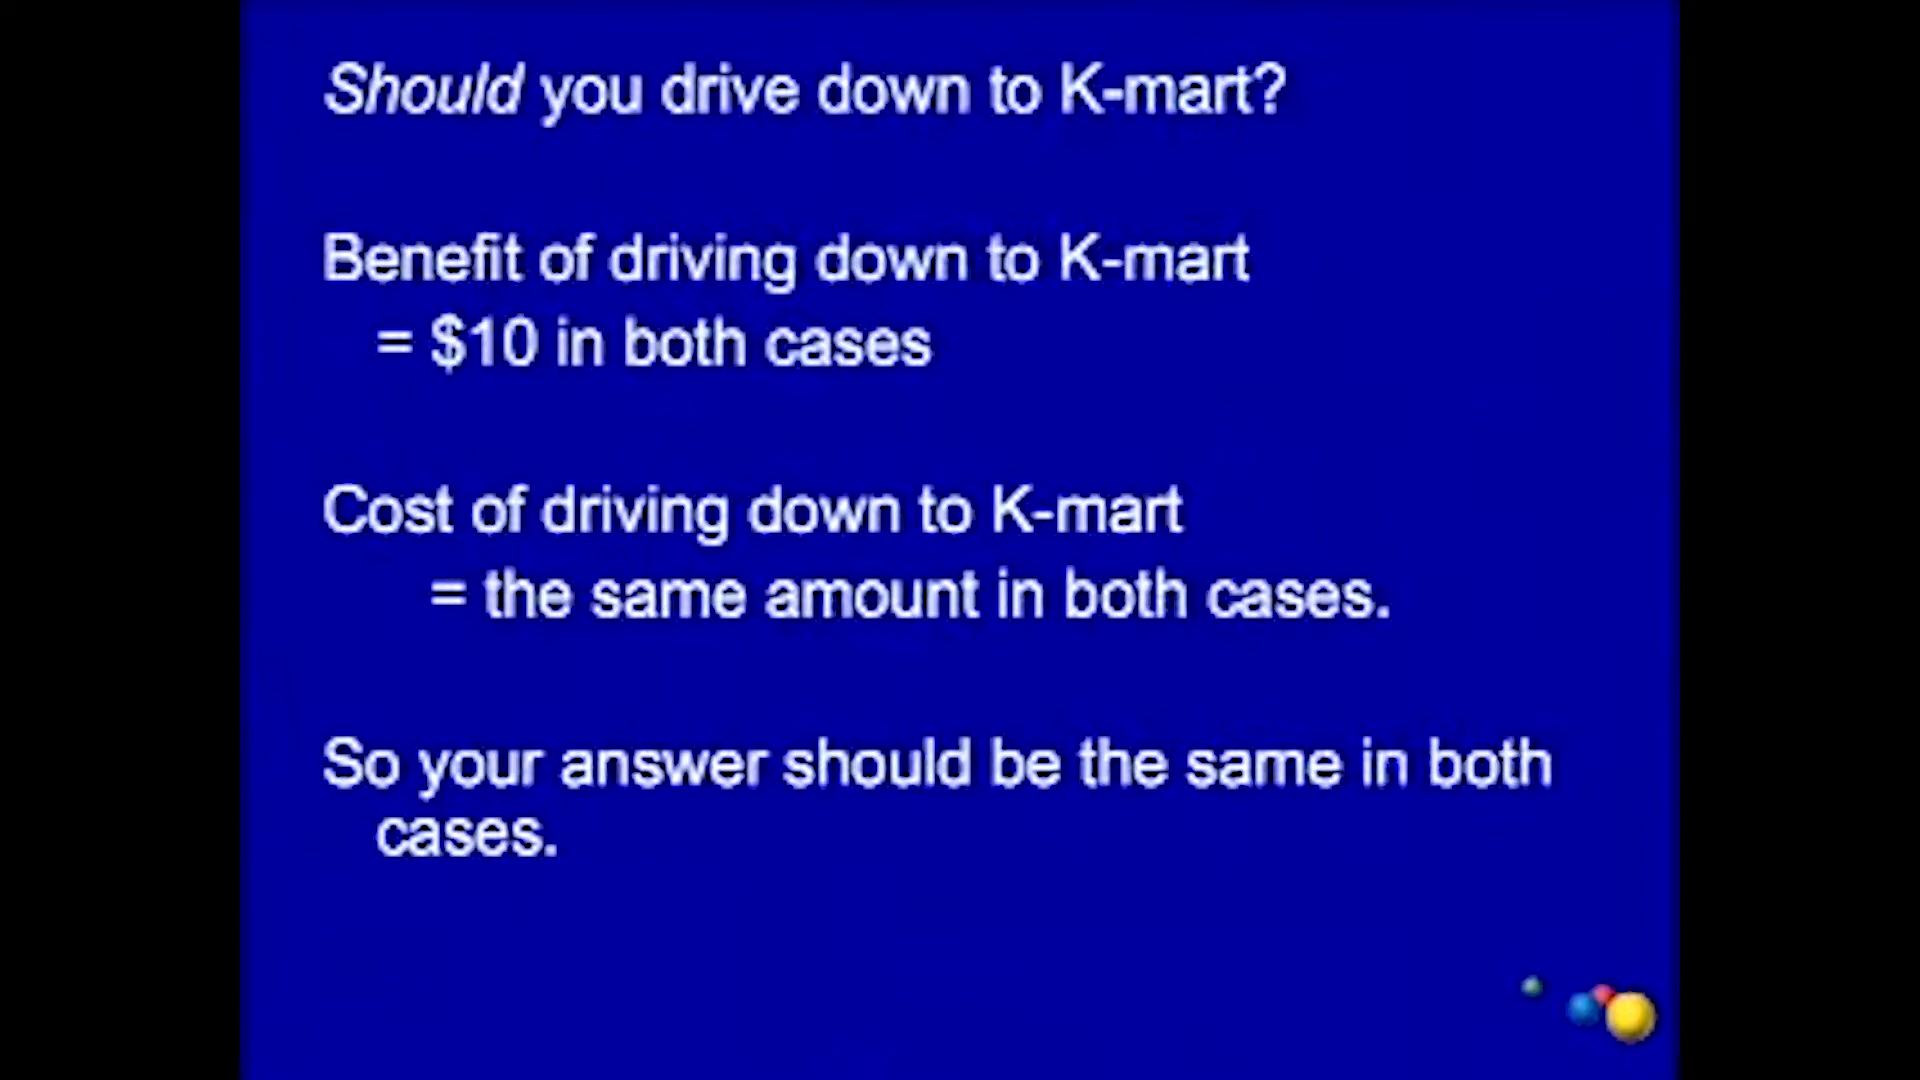 Should you drive down to K-mart?
Benefit of driving down to K-mart
= $10 in both cases
Cost of driving down to K-mart
= the same amount in both cases.
So your answer should be the same in both
cases.